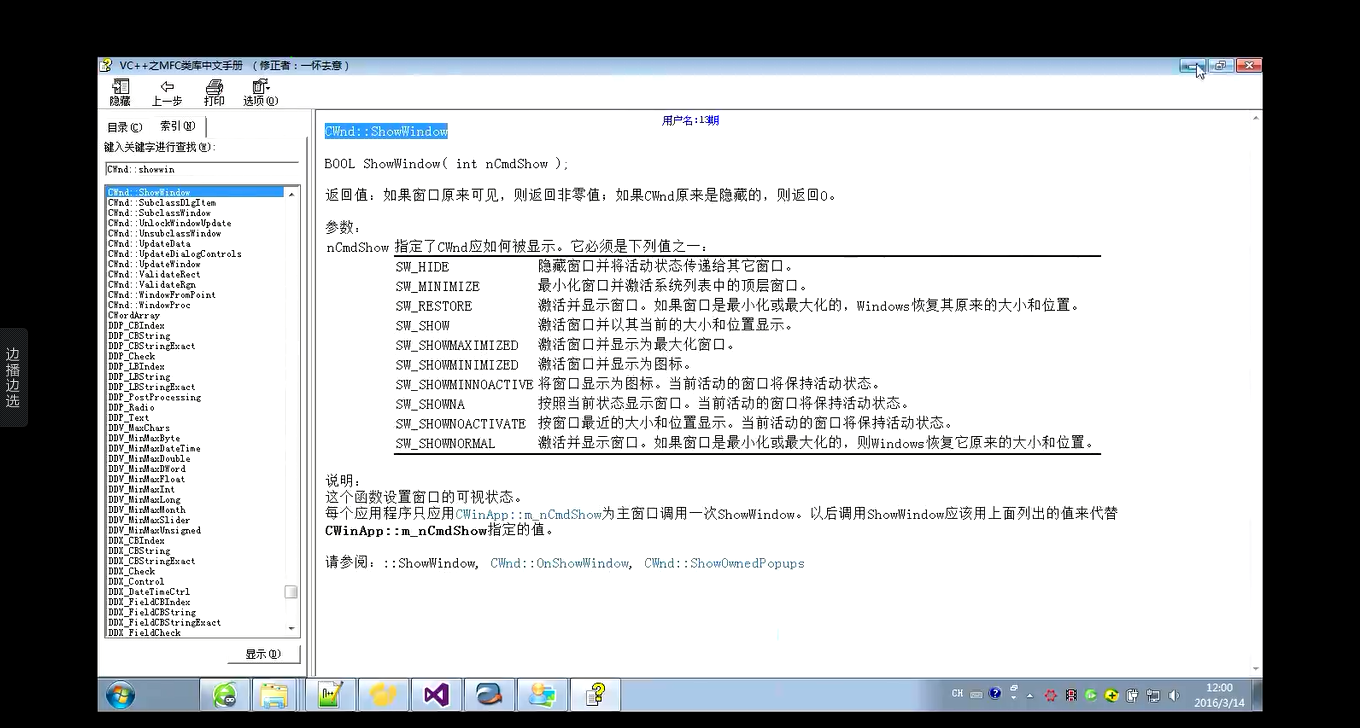 VC++之MFC类库中文手册 （修正者：一怀去意）
隐藏 上一步 打印 选项(O)
目录(C) 索引(N)
键入关键字进行查找(W):
CWnd::showwin
CWnd::ShowWindow
CWnd::SubclassDlgItem
CWnd::SubclassWindow
CWnd::UnlockWindowUpdate
CWnd::UnsubclassWindow
CWnd::UpdateData
CWnd::UpdateDialogControls
CWnd::UpdateWindow
CWnd::ValidateRect
CWnd::ValidateRgn
CWnd::WindowFromPoint
CWnd::WindowProc
CWordArray
DDP_CBIndex
DDP_CBString
DDP_CBStringExact
DDP_Check
DDP_LBIndex
DDP_LBString
DDP_LBStringExact
DDP_PostProcessing
DDP_Radio
DDP_Text
DDV_MaxChars
DDV_MinMaxByte
DDV_MinMaxDateTime
DDV_MinMaxDouble
DDV_MinMaxDWord
DDV_MinMaxFloat
DDV_MinMaxInt
DDV_MinMaxLong
DDV_MinMaxMonth
DDV_MinMaxSlider
DDV_MinMaxUnsigned
DDX_CBIndex
DDX_CBString
DDX_CBStringExact
DDX_Check
DDX_Control
DDX_DateTimeCtrl
DDX_FieldCBIndex
DDX_FieldCBString
DDX_FieldCBStringExact
DDX_FieldCheck
显示(D)
用户名:13期
CWnd::ShowWindow
BOOL ShowWindow( int nCmdShow );
返回值：如果窗口原来可见，则返回非零值；如果CWnd原来是隐藏的，则返回0。
参数：
nCmdShow 指定了CWnd应如何被显示。它必须是下列值之一：
SW_HIDE 隐藏窗口并将活动状态传递给其它窗口。
SW_MINIMIZE 最小化窗口并激活系统列表中的顶层窗口。
SW_RESTORE 激活并显示窗口。如果窗口是最小化或最大化的，Windows恢复其原来的大小和位置。
SW_SHOW 激活窗口并以其当前的大小和位置显示。
SW_SHOWMAXIMIZED 激活窗口并显示为最大化窗口。
SW_SHOWMINIMIZED 激活窗口并显示为图标。
SW_SHOWMINNOACTIVE 将窗口显示为图标。当前活动的窗口将保持活动状态。
SW_SHOWNA 按照当前状态显示窗口。当前活动的窗口将保持活动状态。
SW_SHOWNOACTIVATE 按窗口最近的大小和位置显示。当前活动的窗口将保持活动状态。
SW_SHOWNORMAL 激活并显示窗口。如果窗口是最小化或最大化的，则Windows恢复它原来的大小和位置。
说明：
这个函数设置窗口的可视状态。
每个应用程序只应用CWinApp::m_nCmdShow为主窗口调用一次ShowWindow。以后调用ShowWindow应该用上面列出的值来代替
CWinApp::m_nCmdShow指定的值。
请参阅：::ShowWindow, CWnd::OnShowWindow, CWnd::ShowOwnedPopups
边播边选
CH
12:00
2016/3/14